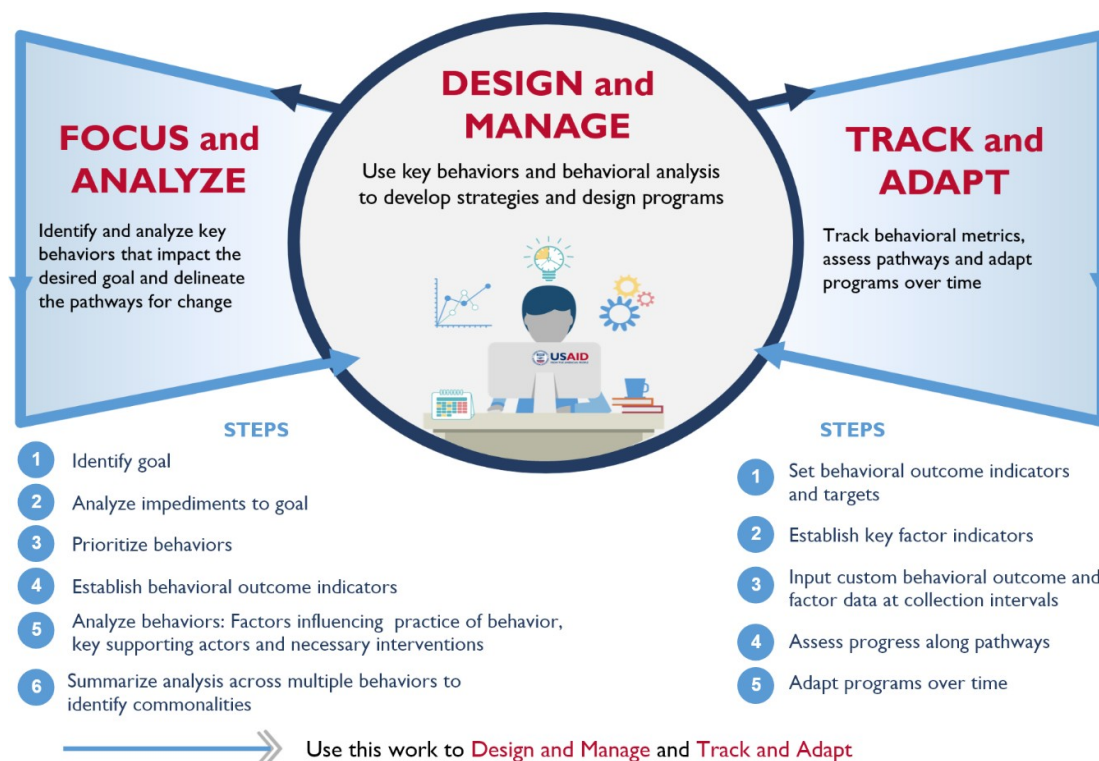 FOCUS and
ANALYZE
Identify and analyze key
behaviors that impact the
desired goal and delineate
the pathways for change
DESIGN and
MANAGE
Use key behaviors and behavioral analysis
to develop strategies and design programs
USAID
TRACK and
ADAPT
Track behavioral metrics,
assess pathways and adapt
programs over time
STEPS
1 Identify goal
2 Analyze impediments to goal
3 Prioritize behaviors
4 Establish behavioral outcome indicators
5 Analyze behaviors: Factors influencing practice of behavior,
key supporting actors and necessary interventions
6 Summarize analysis across multiple behaviors to
identify commonalities
STEPS
1 Set behavioral outcome indicators
and targets
2 Establish key factor indicators
3 Input custom behavioral outcome and
factor data at collection intervals
4 Assess progress along pathways
5 Adapt programs over time
Use this work to Design and Manage and Track and Adapt